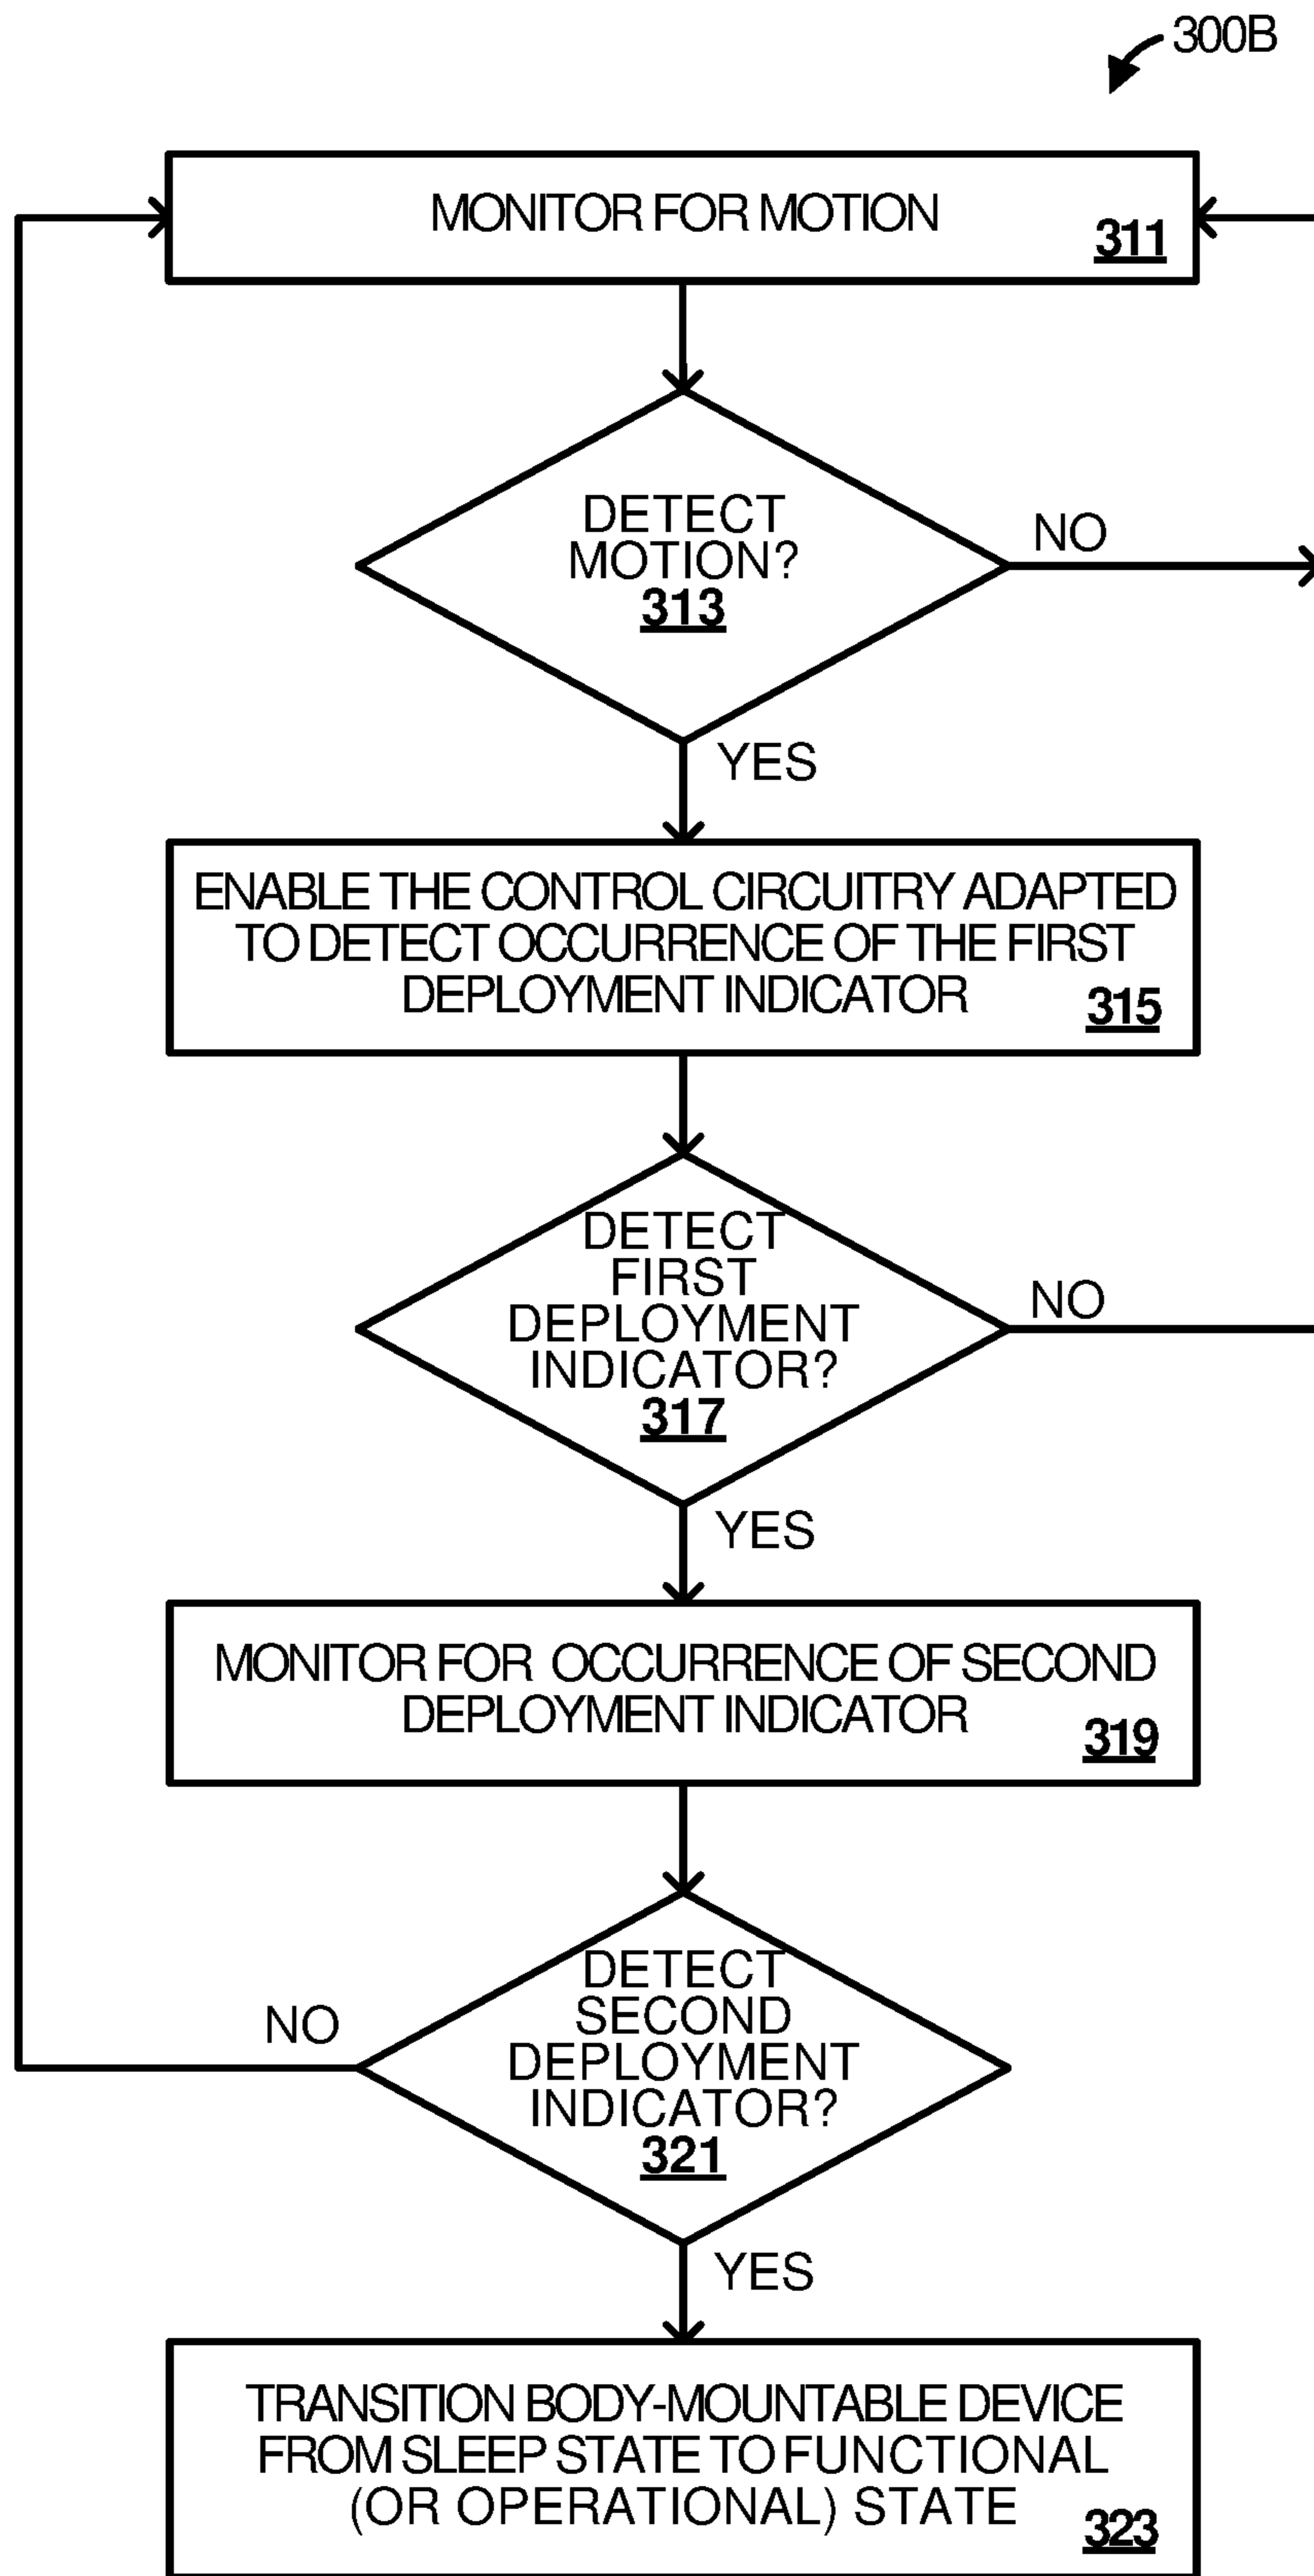 300B
MONITOR FOR MOTION
311
DETECT
MOTION?
313
NO
YES
ENABLE THE CONTROL CIRCUITRY ADAPTED
TO DETECT OCCURRENCE OF THE FIRST
DEPLOYMENT INDICATOR
315
DETECT
FIRST
DEPLOYMENT
INDICATOR?
317
NO
YES
MONITOR FOR OCCURRENCE OF SECOND
DEPLOYMENT INDICATOR
319
DETECT
SECOND
DEPLOYMENT
INDICATOR?
321
NO
YES
TRANSITION BODY-MOUNTABLE DEVICE
FROM SLEEP STATE TO FUNCTIONAL
(OR OPERATIONAL) STATE
323